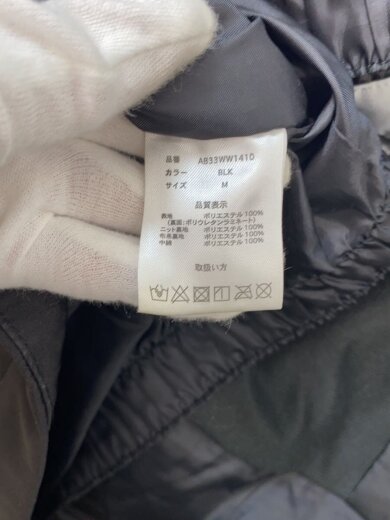 品番 AB33WW1410
カラー BLK
サイズ M
品質表示
表地 ポリエステル100%
(裏面:ポリウレタンラミネート)
ニット裏地 ポリエステル100%
布帛裏地 ポリエステル100%
中綿 ポリエステル100%
取扱い方